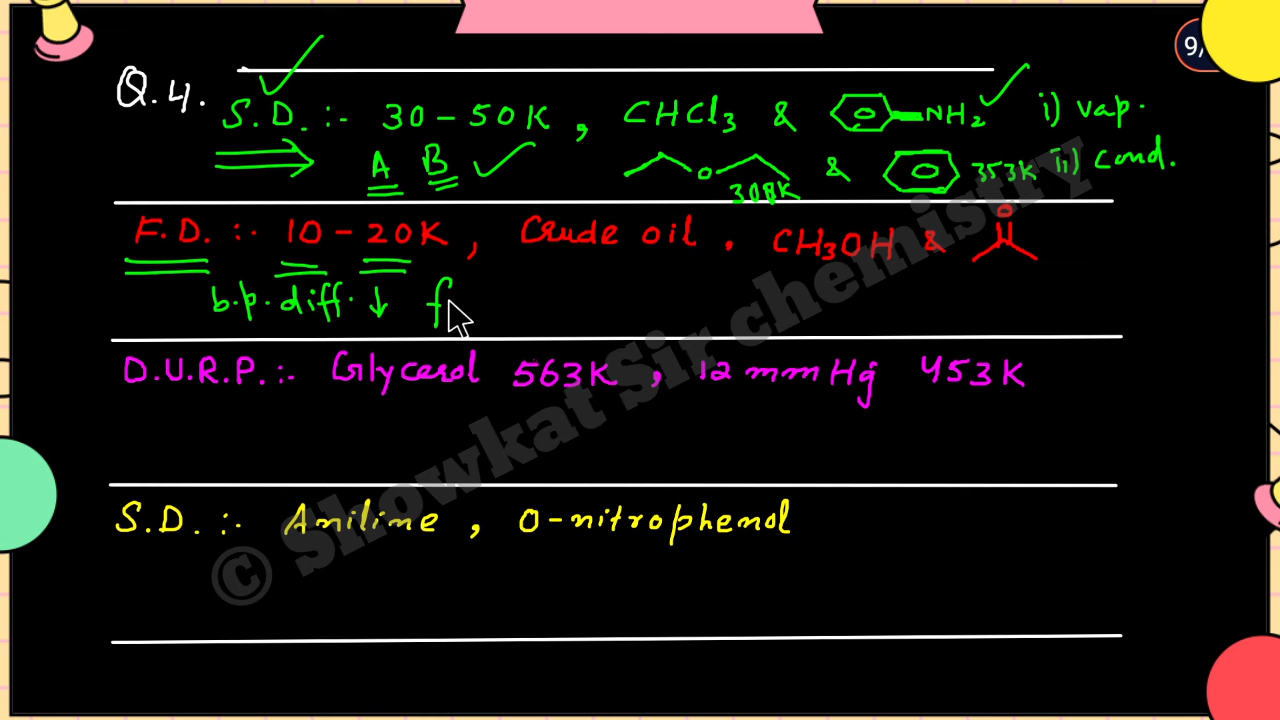 9/
Q.4.
S.D. :- 30-50K, CHCl3 & NH2 i) vap.
A B O & 353K ii) cond.
308K
F.D. :- 10-20K, Crude oil. CH3OH & O
b.p. diff. ↓ f
D.U.R.P. :- Glycerol 563K, 12 mm Hg 453K
S.D. :- Aniline, O-nitrophenol
© Showkat Sir chemistry